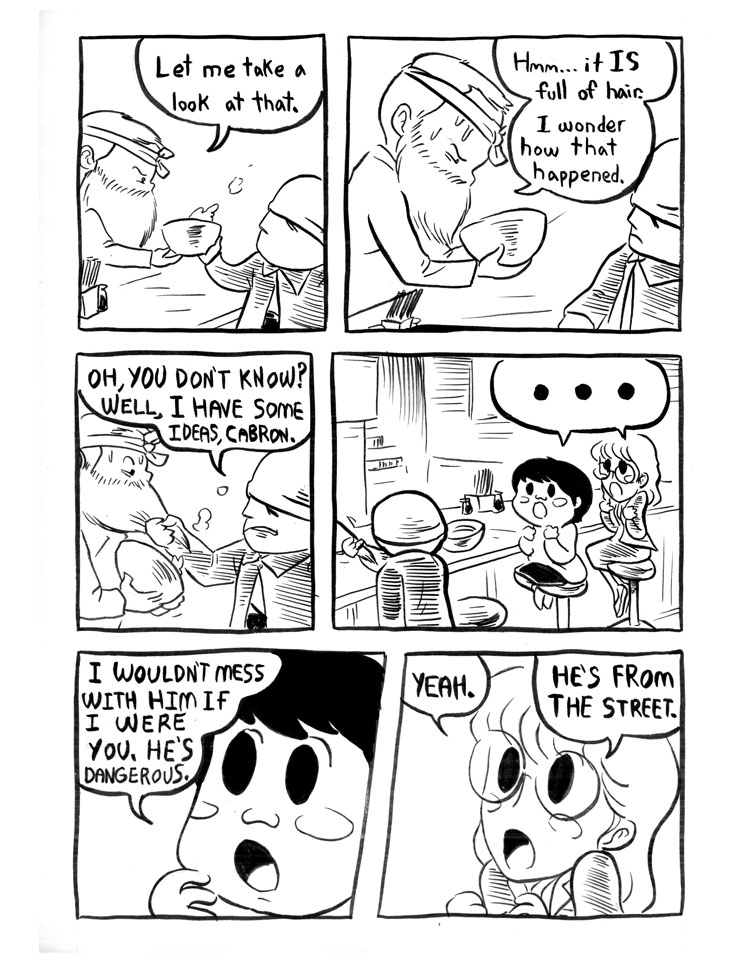 Let me take a
look at that.
Hmm... it IS
full of hair.
I wonder
how that
happened.
OH, YOU DON'T KNOW?
WELL, I HAVE SOME
IDEAS, CABRON.
● ● ●
I WOULDN'T MESS
WITH HIM IF
I WERE
YOU. HE'S
DANGEROUS.
YEAH.
HE'S FROM
THE STREET.